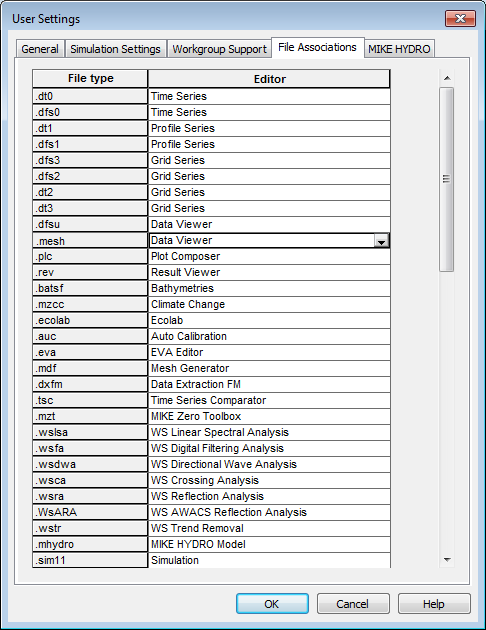 User Settings
General Simulation Settings Workgroup Support File Associations MIKE HYDRO
File type Editor
.dt0 Time Series
.dfs0 Time Series
.dt1 Profile Series
.dfs1 Profile Series
.dfs3 Grid Series
.dfs2 Grid Series
.dt2 Grid Series
.dt3 Grid Series
.dfsu Data Viewer
.mesh Data Viewer
.plc Plot Composer
.rev Result Viewer
.batsf Bathymetries
.mzcc Climate Change
.ecolab Ecolab
.auc Auto Calibration
.eva EVA Editor
.mdf Mesh Generator
.dxfm Data Extraction FM
.tsc Time Series Comparator
.mzt MIKE Zero Toolbox
.wslsa WS Linear Spectral Analysis
.wsfa WS Digital Filtering Analysis
.wsdwa WS Directional Wave Analysis
.wsca WS Crossing Analysis
.wsra WS Reflection Analysis
.WsARA WS AWACS Reflection Analysis
.wstr WS Trend Removal
.mhydro MIKE HYDRO Model
.sim11 Simulation
OK Cancel Help